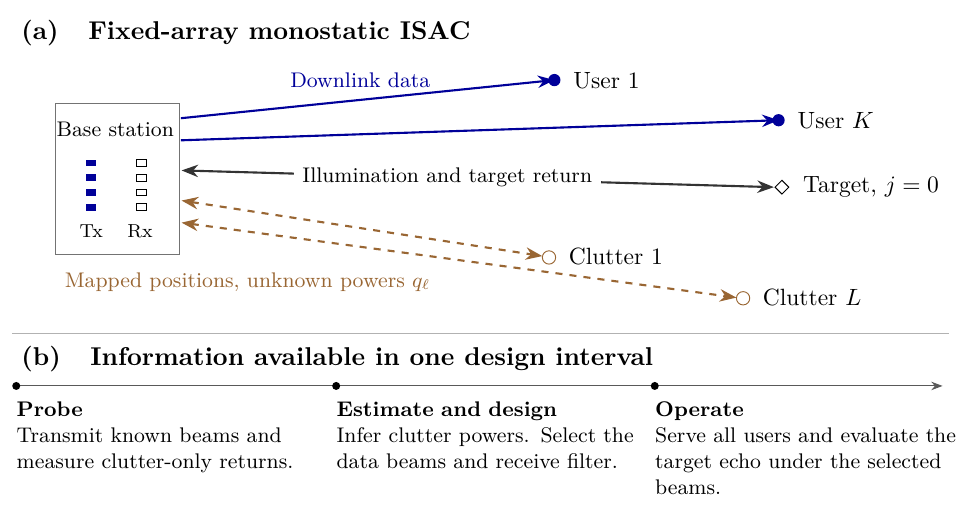 (a) Fixed-array monostatic ISAC
Downlink data
User 1
Base station
User K
Illumination and target return
Target, j = 0
Tx Rx
Clutter 1
Mapped positions, unknown powers qℓ
Clutter L
(b) Information available in one design interval
Probe
Transmit known beams and
measure clutter-only returns.
Estimate and design
Infer clutter powers. Select the
data beams and receive filter.
Operate
Serve all users and evaluate the
target echo under the selected
beams.